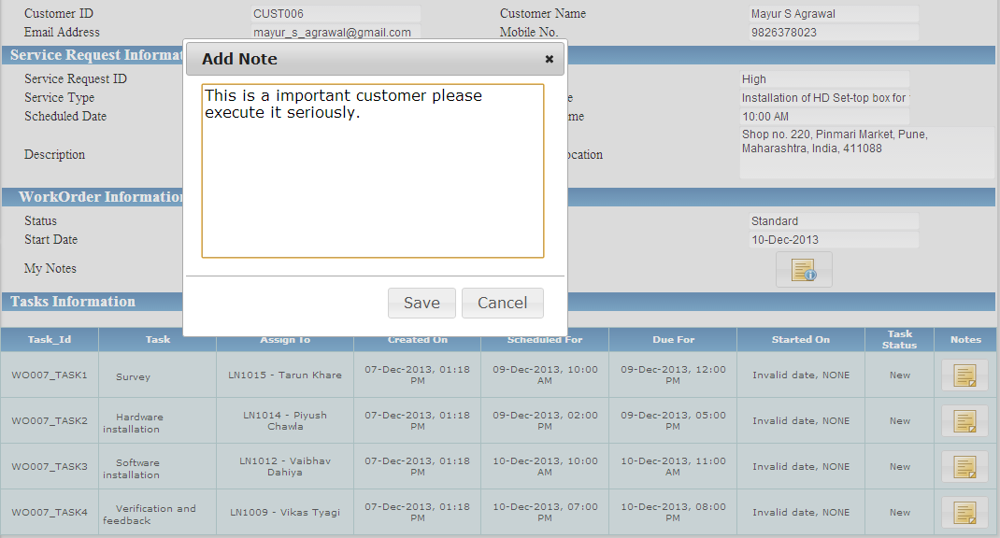 Customer ID CUST006 Customer Name Mayur S Agrawal
Email Address mayur_s_agrawal@gmail.com Mobile No. 9826378023
Service Request
Add Note ×
This is a important customer please
execute it seriously.
Save Cancel
Service Request ID High
Service Type Installation of HD Set-top box for
Scheduled Date 10:00 AM
Description Shop no. 220, Pinmari Market, Pune,
Maharashtra, India, 411088
WorkOrder Information
Status Standard
Start Date 10-Dec-2013
My Notes
Tasks Information
Task_Id Task Assign To Created On Scheduled For Due For Started On Task Status Notes
WO007_TASK1 Survey LN1015 - Tarun Khare 07-Dec-2013, 01:18 PM 09-Dec-2013, 10:00 AM 09-Dec-2013, 12:00 PM Invalid date, NONE New
WO007_TASK2 Hardware installation LN1014 - Piyush Chawla 07-Dec-2013, 01:18 PM 09-Dec-2013, 02:00 PM 09-Dec-2013, 05:00 PM Invalid date, NONE New
WO007_TASK3 Software installation LN1012 - Vaibhav Dahiya 07-Dec-2013, 01:18 PM 10-Dec-2013, 10:00 AM 10-Dec-2013, 11:00 AM Invalid date, NONE New
WO007_TASK4 Verification and feedback LN1009 - Vikas Tyagi 07-Dec-2013, 01:18 PM 10-Dec-2013, 07:00 PM 10-Dec-2013, 08:00 PM Invalid date, NONE New